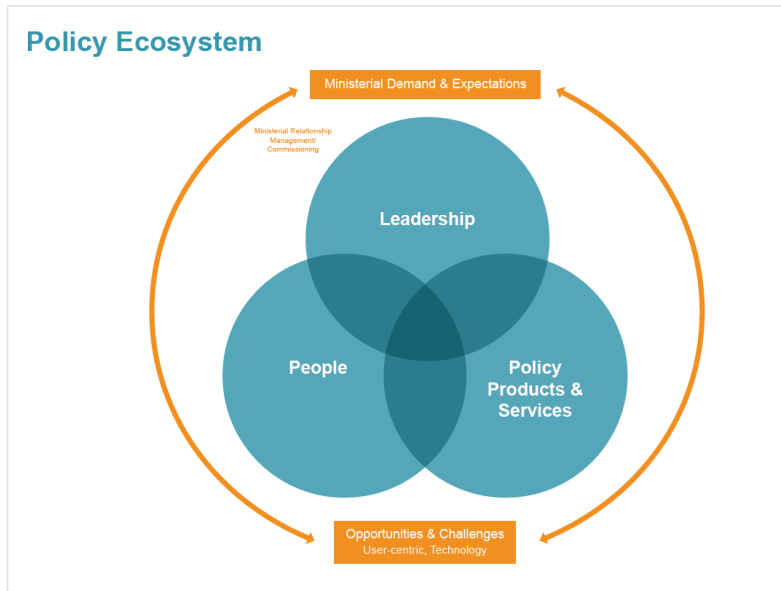 Policy Ecosystem
Ministerial Demand & Expectations
Ministerial Relationship
Management/
Commissioning
Leadership
People
Policy
Products &
Services
Opportunities & Challenges
User-centric, Technology